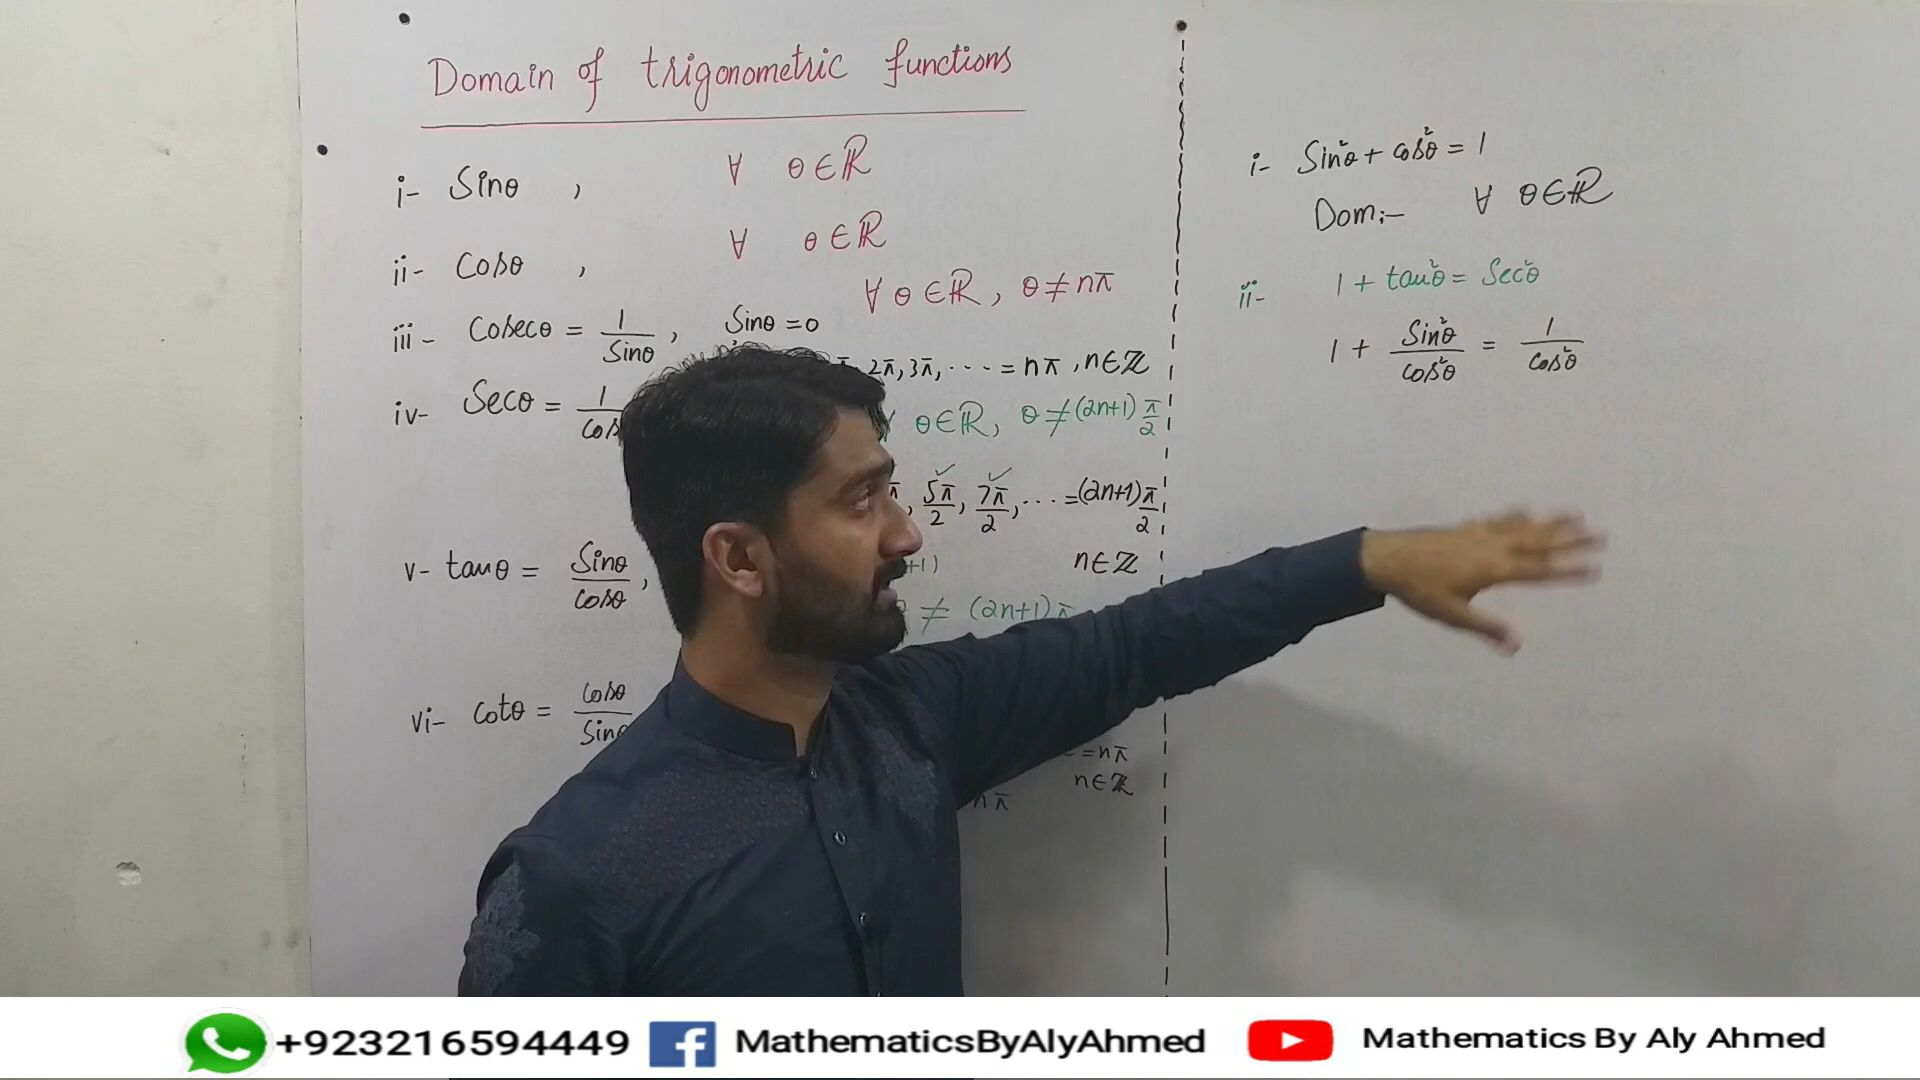 Domain of trigonometric functions
i- Sinθ , ∀ θ∈ℝ
ii- Cosθ , ∀ θ∈ℝ
∀ θ∈ℝ, θ≠nπ
iii- Cosecθ = 1/Sinθ , Sinθ = 0
2π, 3π, ... = nπ, n∈ℤ
iv- Secθ = 1/
θ∈ℝ, θ≠(2n+1)π/2
5π/2, 7π/2, ... = (2n+1)π/2
n∈ℤ
v- tanθ = Sinθ/Cosθ ,
≠ (2n+1)π
vi- Cotθ = Cosθ/
=nπ
n∈ℤ
nπ
i- Sin²θ + Cos²θ = 1
Dom:- ∀ θ∈ℝ
ii- 1 + tan²θ = Sec²θ
1 + Sin²θ/Cos²θ = 1/Cos²θ
+923216594449 MathematicsByAlyAhmed Mathematics By Aly Ahmed